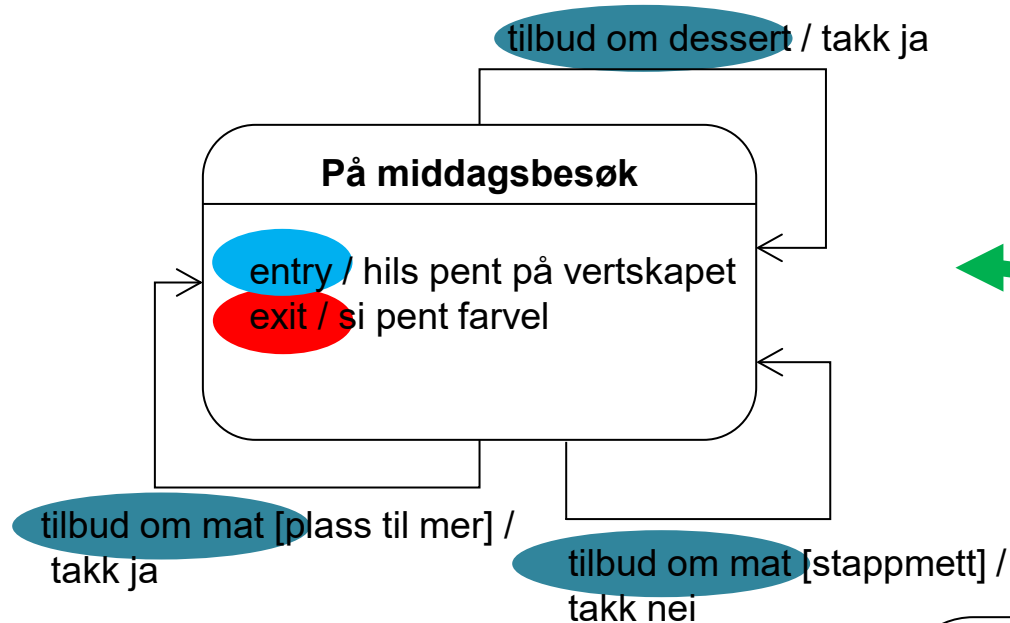 tilbud om dessert / takk ja
På middagsbesøk
entry / hils pent på vertskapet
exit / si pent farvel
tilbud om mat [plass til mer] /
takk ja
tilbud om mat [stappmett] /
takk nei